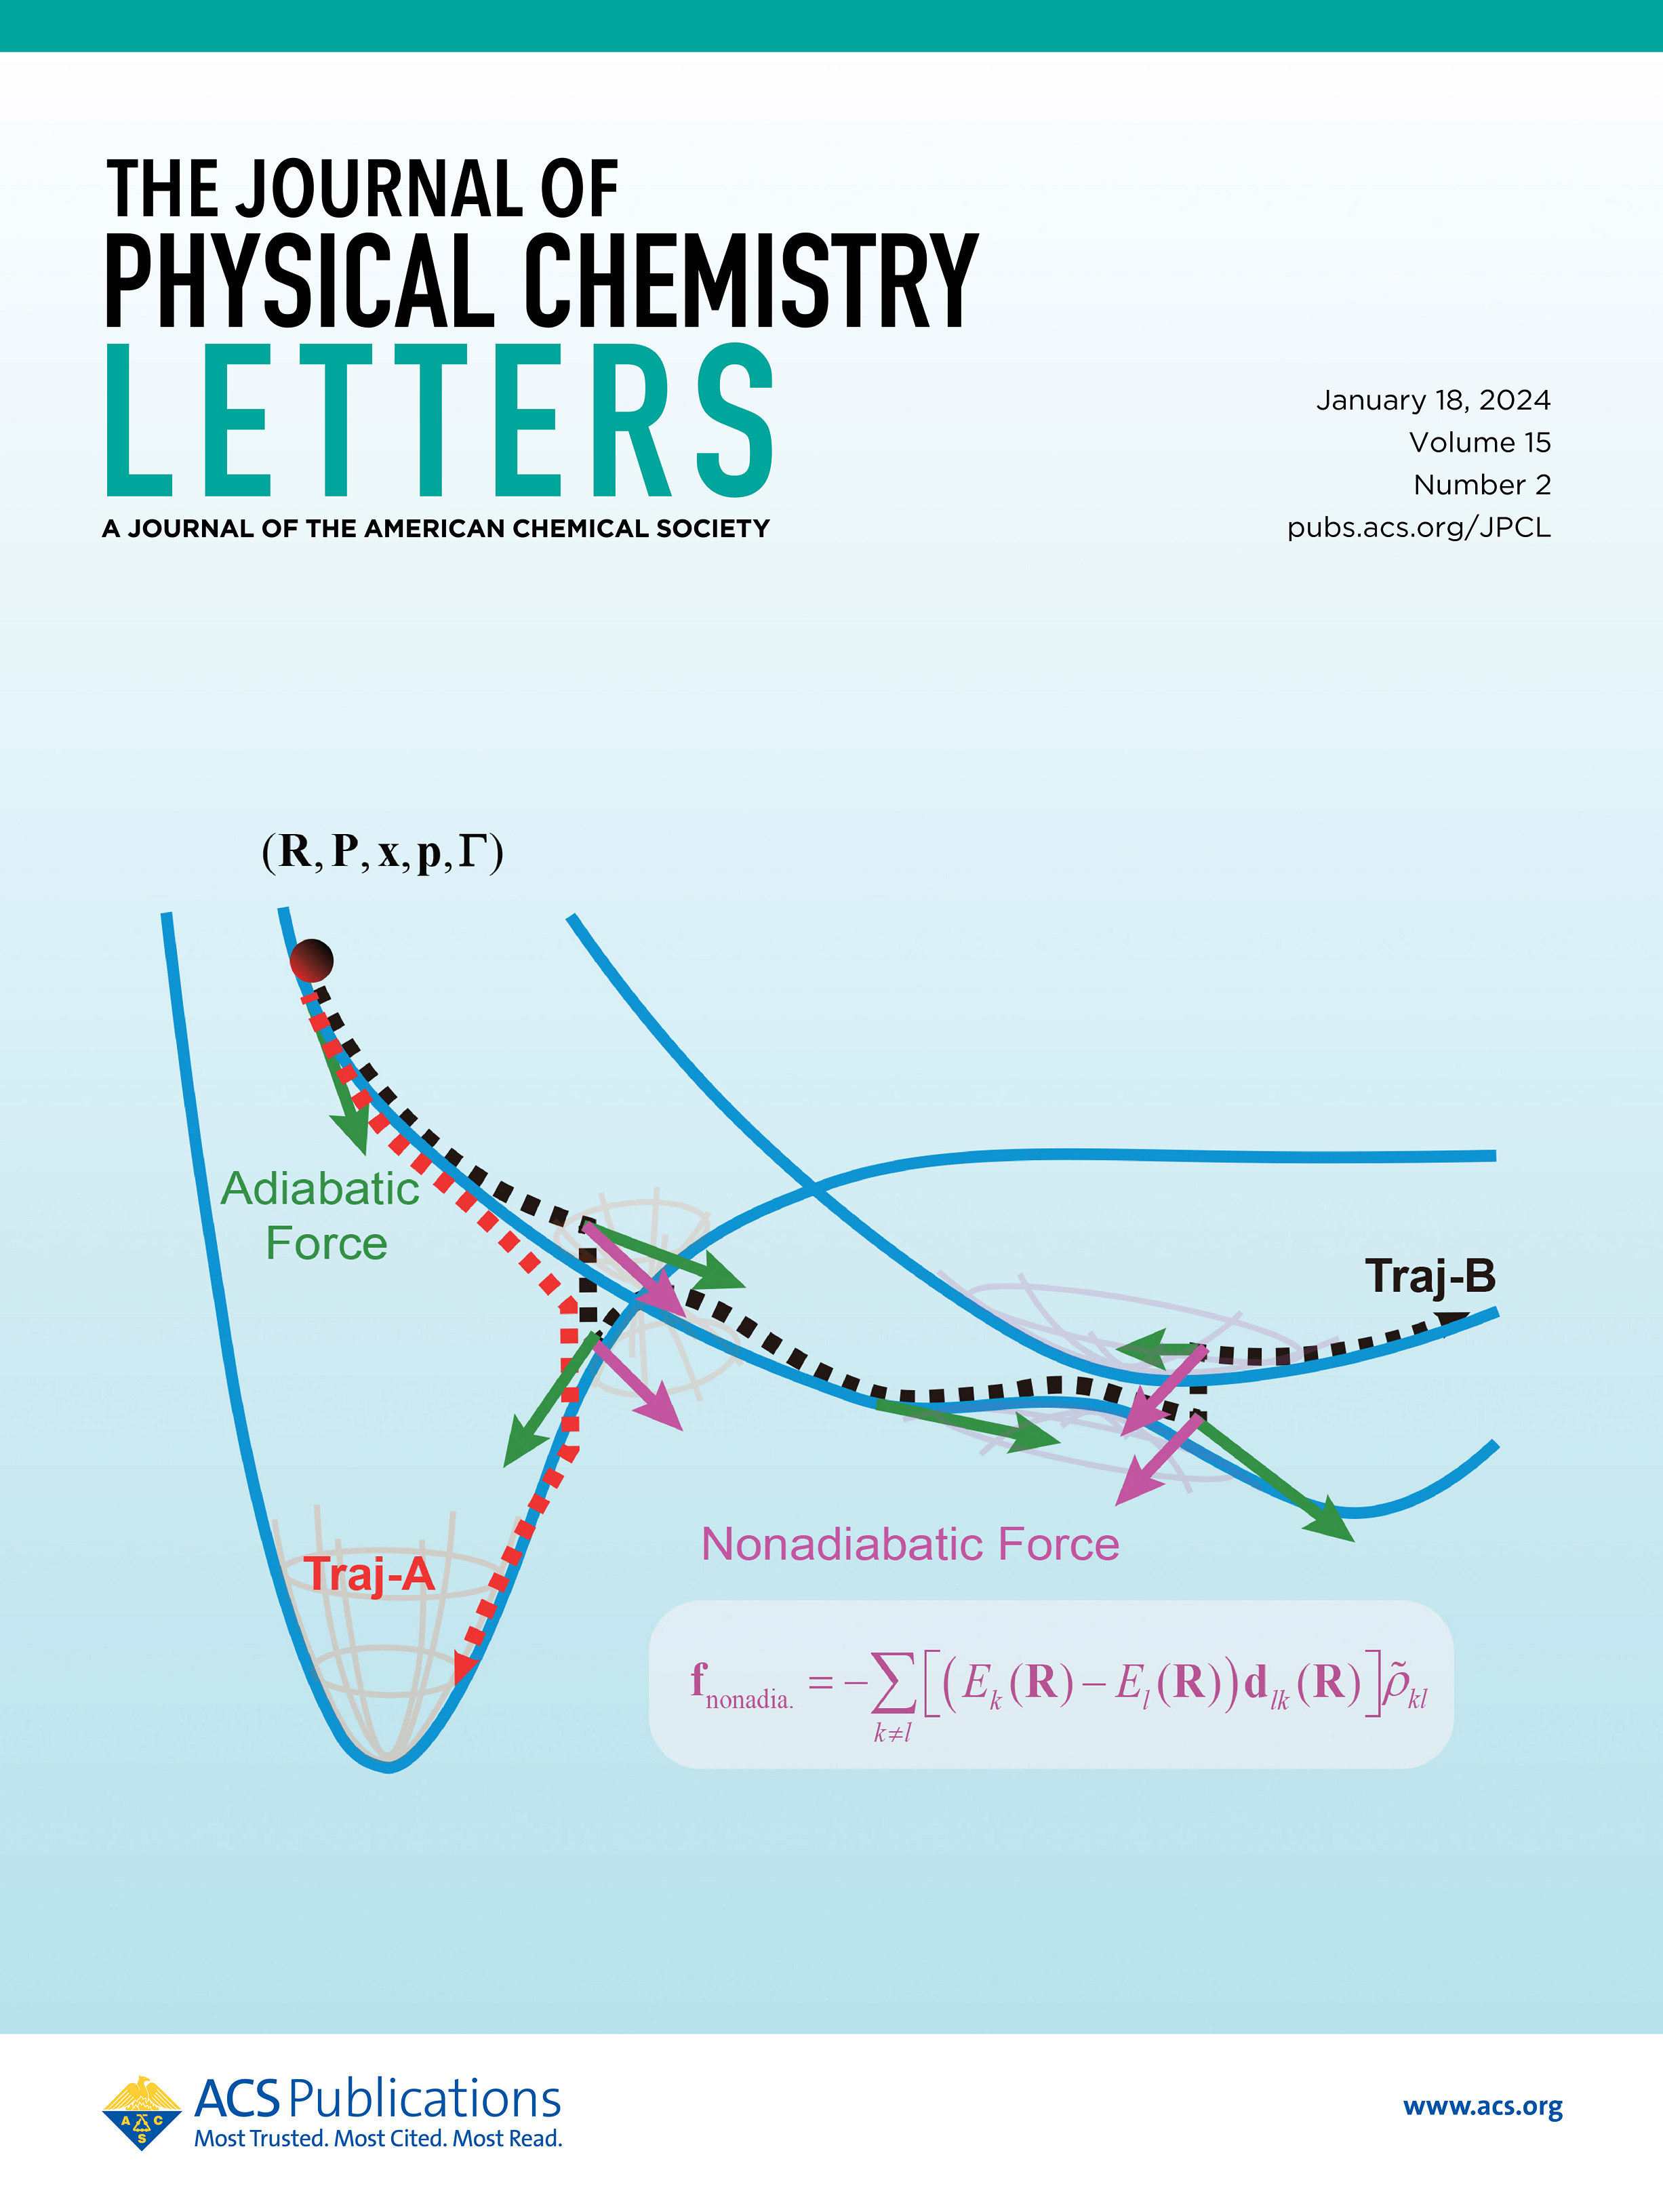 THE JOURNAL OF
PHYSICAL CHEMISTRY
LETTERS
A JOURNAL OF THE AMERICAN CHEMICAL SOCIETY
January 18, 2024
Volume 15
Number 2
pubs.acs.org/JPCL
(R, P, x, p, Γ)
Adiabatic
Force
Traj-B
Nonadiabatic Force
Traj-A
f_nonadia. = −∑_{k≠l} [(E_k(R) − E_l(R)) d_lk(R)] ρ̃_kl
ACS Publications
Most Trusted. Most Cited. Most Read.
A C S
www.acs.org